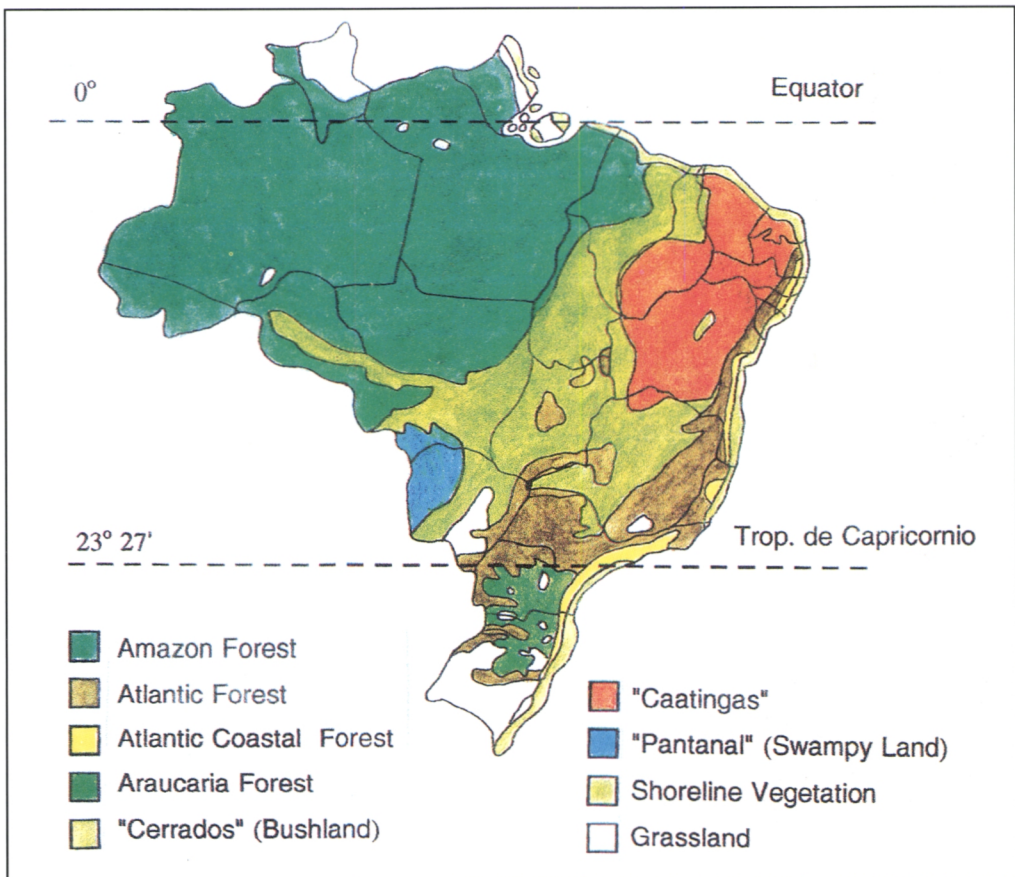 0°
Equator
23° 27'
Trop. de Capricornio
Amazon Forest
Atlantic Forest
Atlantic Coastal Forest
Araucaria Forest
"Cerrados" (Bushland)
"Caatingas"
"Pantanal" (Swampy Land)
Shoreline Vegetation
Grassland